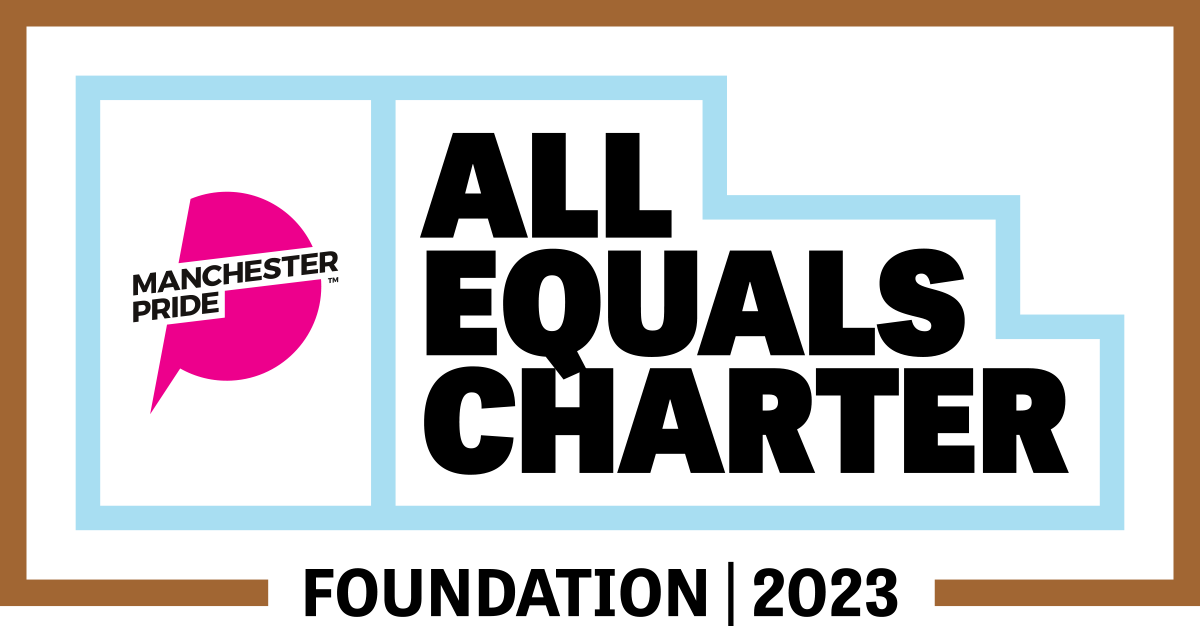 MANCHESTER
PRIDE
™
ALL
EQUALS
CHARTER
FOUNDATION | 2023